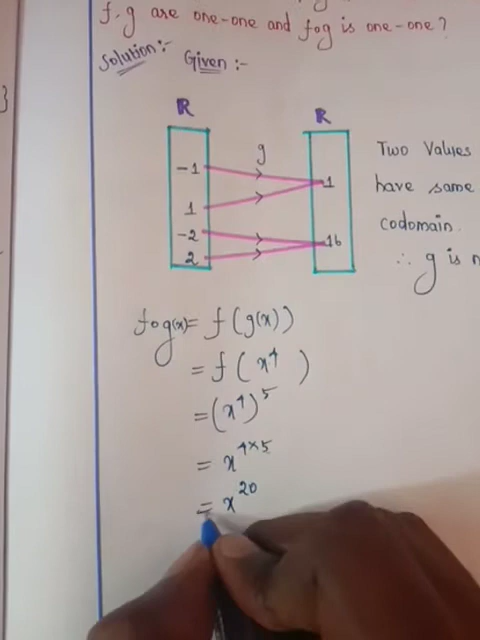 f, g are one-one and fog is one-one?
Solution:- Given :-
R R
g
-1 1
1
-2 16
2
Two Values
have same
codomain.
∴ g is
fog(x) = f(g(x))
= f(x⁴ )
= (x⁴)⁵
= x⁴ˣ⁵
= x²⁰
=